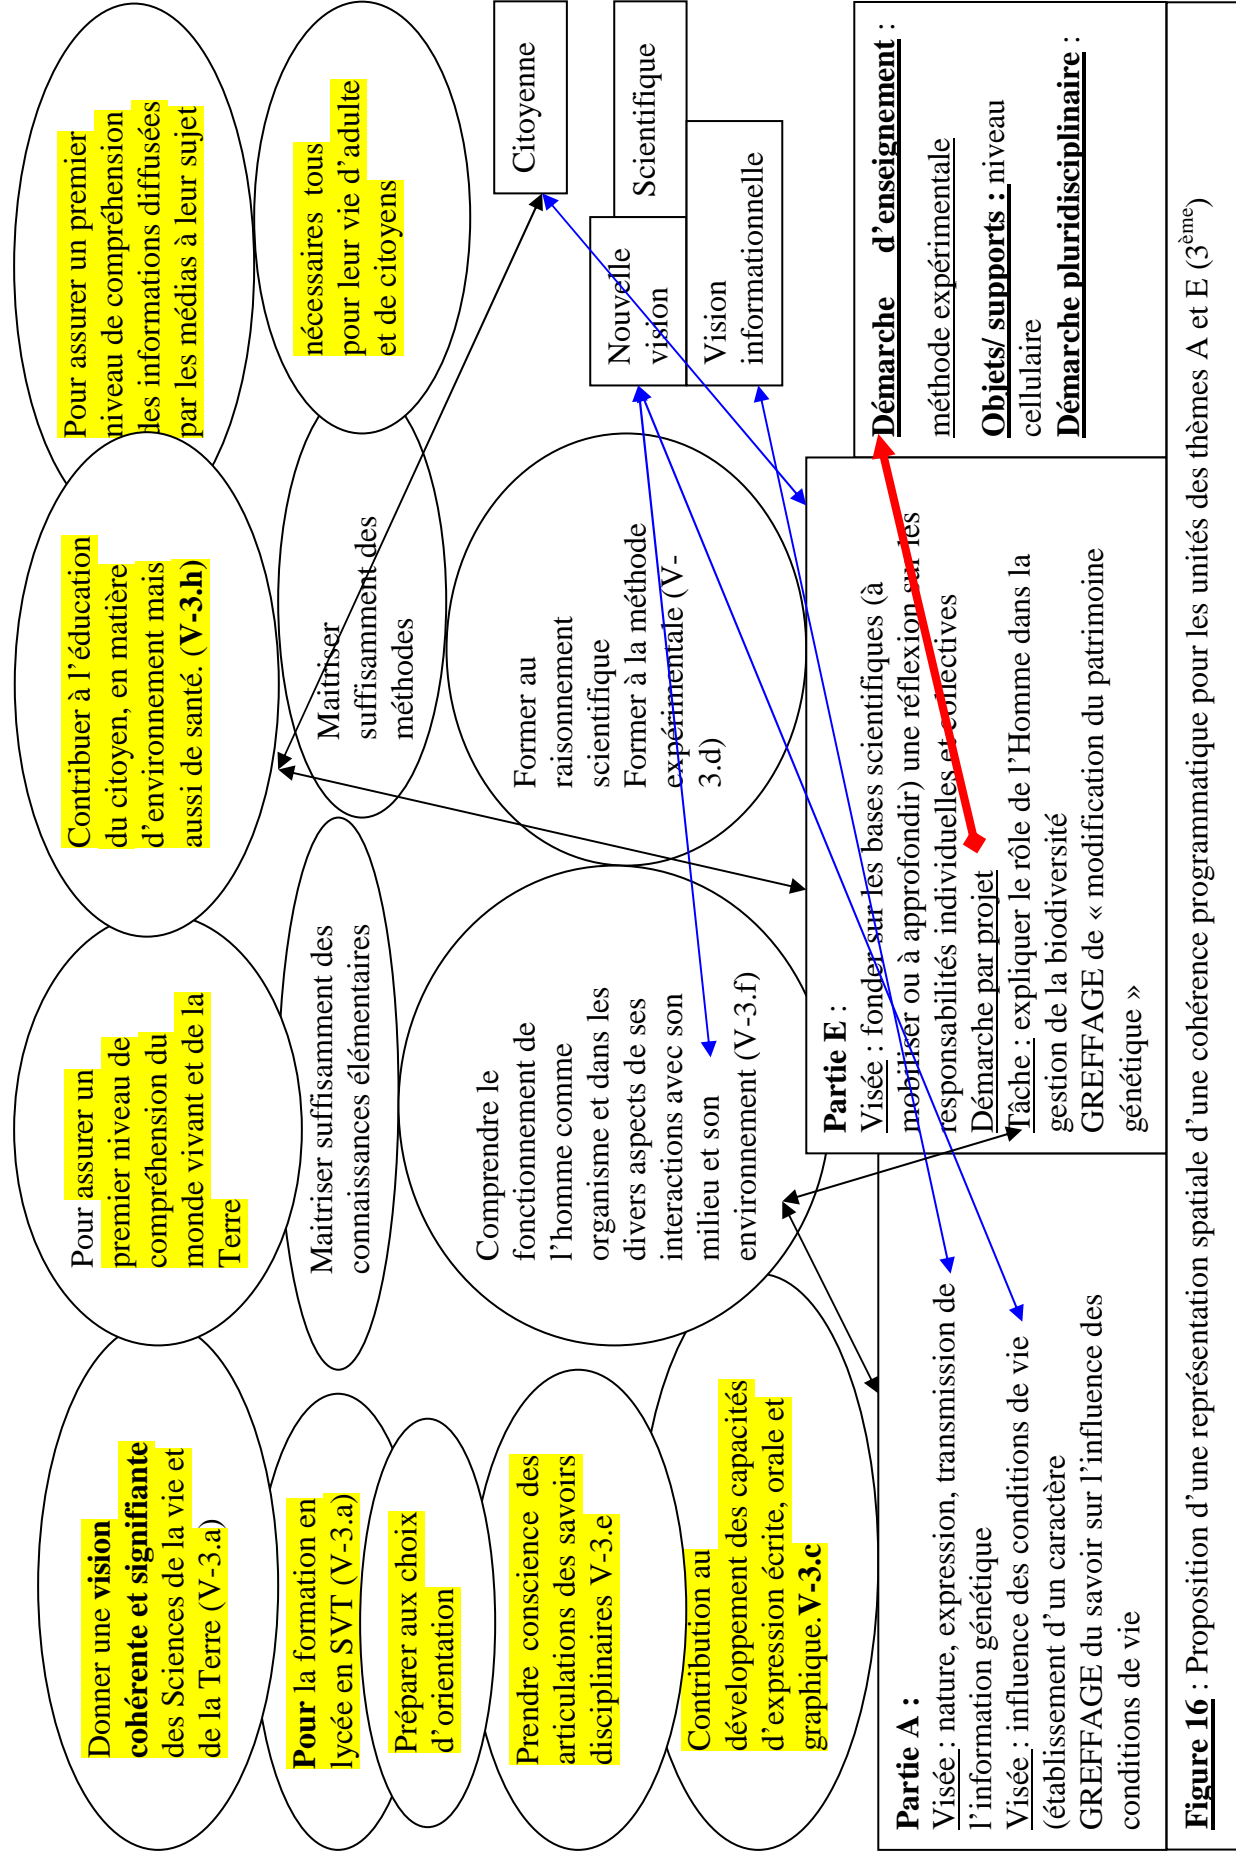 Donner une vision
cohérente et signifiante
des Sciences de la vie et
de la Terre (V-3.a)
Pour assurer un
premier niveau de
compréhension du
monde vivant et de la
Terre
Contribuer à l’éducation
du citoyen, en matière
d’environnement mais
aussi de santé. (V-3.h)
Pour assurer un premier
niveau de compréhension
des informations diffusées
par les médias à leur sujet
Pour la formation en
lycée en SVT (V-3.a)
Maitriser suffisamment des
connaissances élémentaires
Maitriser
suffisamment des
méthodes
nécessaires tous
pour leur vie d’adulte
et de citoyens
Préparer aux choix
d’orientation
Prendre conscience des
articulations des savoirs
disciplinaires V-3.e
Comprendre le
fonctionnement de
l’homme comme
organisme et dans les
divers aspects de ses
interactions avec son
milieu et son
environnement (V-3.f)
Former au
raisonnement
scientifique
Former à la méthode
expérimentale (V-
3.d)
Citoyenne
Scientifique
Nouvelle
vision
Vision
informationnelle
Contribution au
développement des capacités
d’expression écrite, orale et
graphique.V-3.c
Partie A :
Visée : nature, expression, transmission de
l’information génétique
Visée : influence des conditions de vie
(établissement d’un caractère
GREFFAGE du savoir sur l’influence des
conditions de vie
Partie E :
Visée : fonder sur les bases scientifiques (à
mobiliser ou à approfondir) une réflexion sur les
responsabilités individuelles et collectives
Démarche par projet
Tâche : expliquer le rôle de l’Homme dans la
gestion de la biodiversité
GREFFAGE de « modification du patrimoine
génétique »
Démarche d’enseignement :
méthode expérimentale
Objets/ supports : niveau
cellulaire
Démarche pluridisciplinaire :
Figure 16 : Proposition d’une représentation spatiale d’une cohérence programmatique pour les unités des thèmes A et E (3ème)